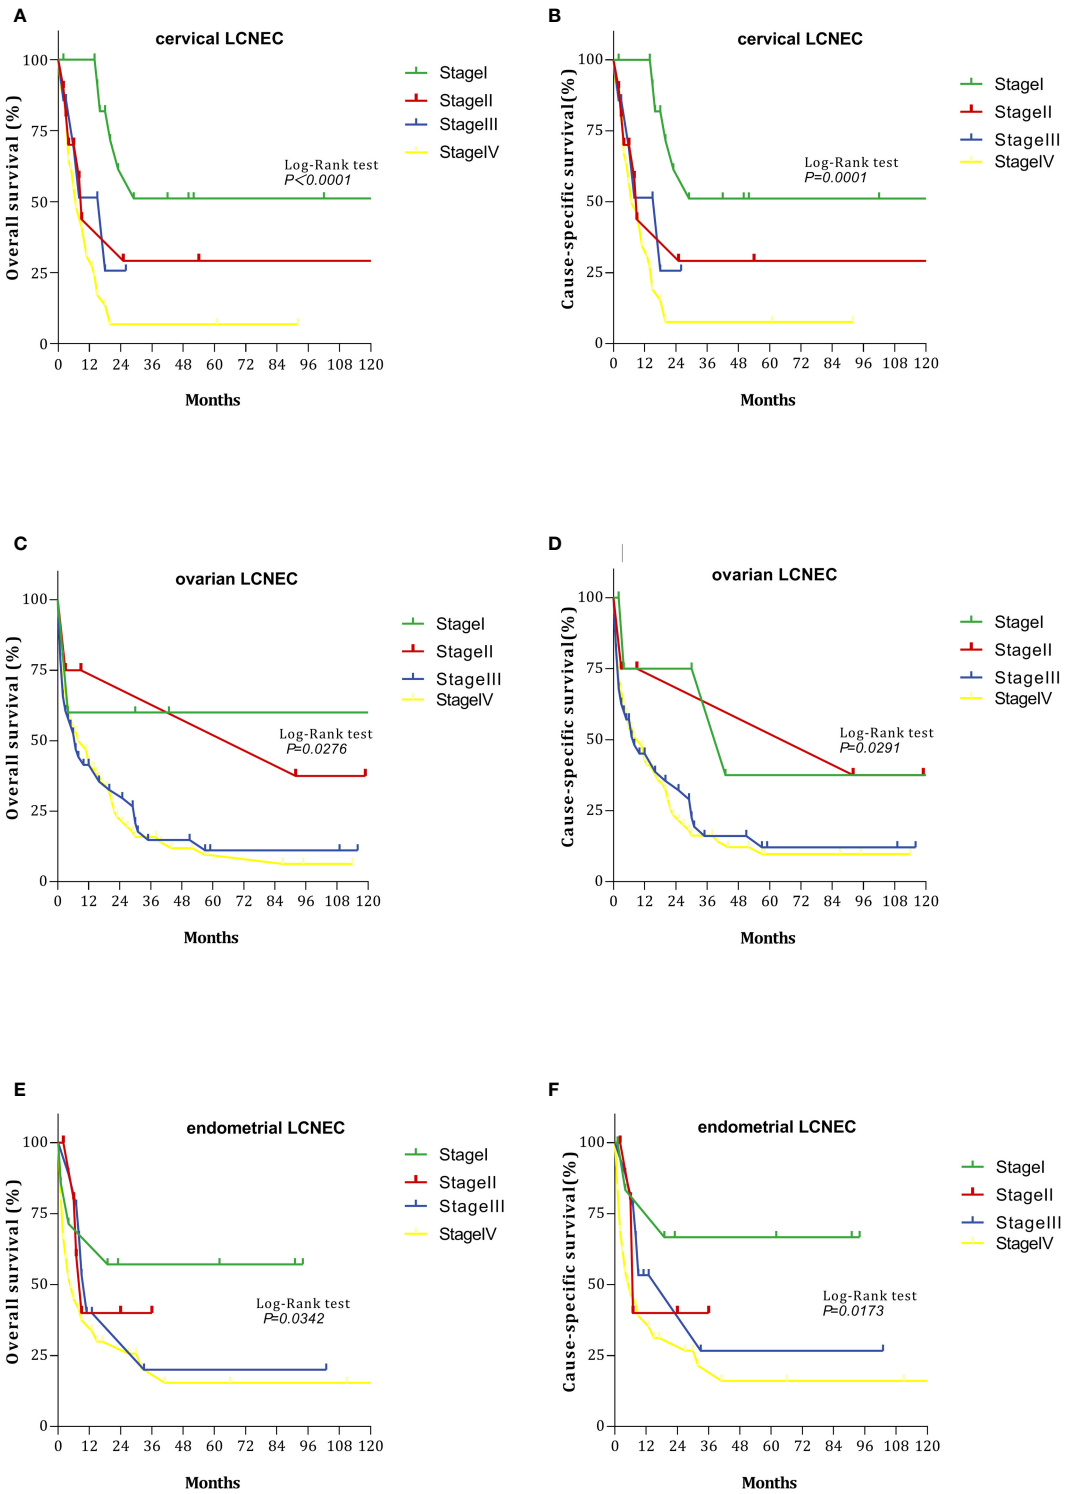 A
cervical LCNEC
Overall survival (%)
100
75
50
25
0
0 12 24 36 48 60 72 84 96 108 120
Months
StageI
StageII
StageIII
StageIV
Log-Rank test
P<0.0001
B
cervical LCNEC
Cause-specific survival(%)
100
75
50
25
0
0 12 24 36 48 60 72 84 96 108 120
Months
StageI
StageII
StageIII
StageIV
Log-Rank test
P=0.0001
C
ovarian LCNEC
Overall survival (%)
100
75
50
25
0
0 12 24 36 48 60 72 84 96 108 120
Months
StageI
StageII
StageIII
StageIV
Log-Rank test
P=0.0276
D
ovarian LCNEC
Cause-specific survival(%)
100
75
50
25
0
0 12 24 36 48 60 72 84 96 108 120
Months
StageI
StageII
StageIII
StageIV
Log-Rank test
P=0.0291
E
endometrial LCNEC
Overall survival (%)
100
75
50
25
0
0 12 24 36 48 60 72 84 96 108 120
Months
StageI
StageII
StageIII
StageIV
Log-Rank test
P=0.0342
F
endometrial LCNEC
Cause-specific survival(%)
100
75
50
25
0
0 12 24 36 48 60 72 84 96 108 120
Months
StageI
StageII
StageIII
StageIV
Log-Rank test
P=0.0173